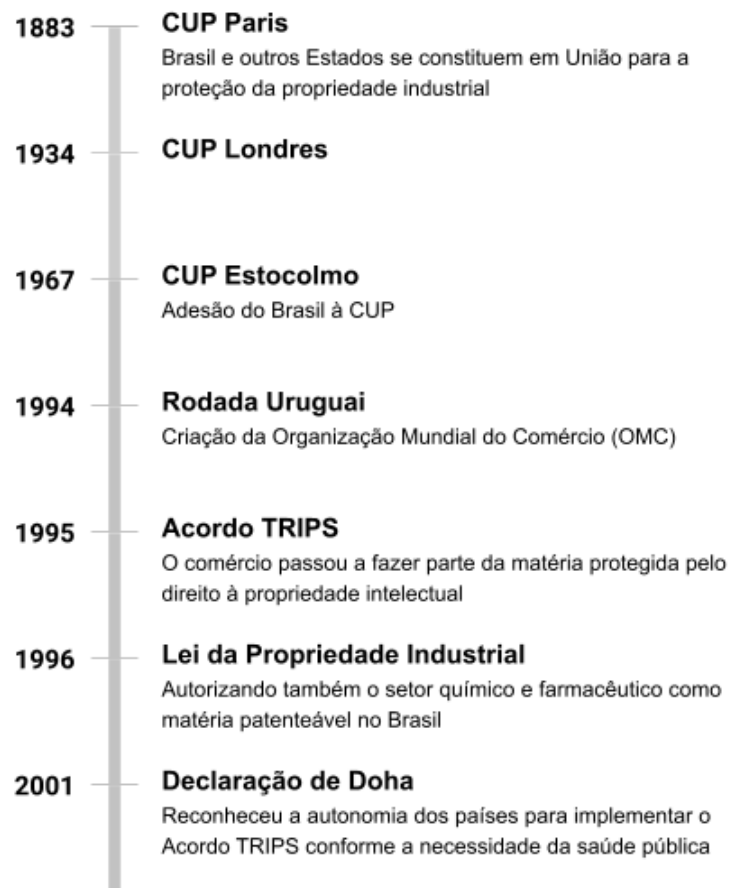 1883
CUP Paris
Brasil e outros Estados se constituem em União para a
proteção da propriedade industrial
1934
CUP Londres
1967
CUP Estocolmo
Adesão do Brasil à CUP
1994
Rodada Uruguai
Criação da Organização Mundial do Comércio (OMC)
1995
Acordo TRIPS
O comércio passou a fazer parte da matéria protegida pelo
direito à propriedade intelectual
1996
Lei da Propriedade Industrial
Autorizando também o setor químico e farmacêutico como
matéria patenteável no Brasil
2001
Declaração de Doha
Reconheceu a autonomia dos países para implementar o
Acordo TRIPS conforme a necessidade da saúde pública